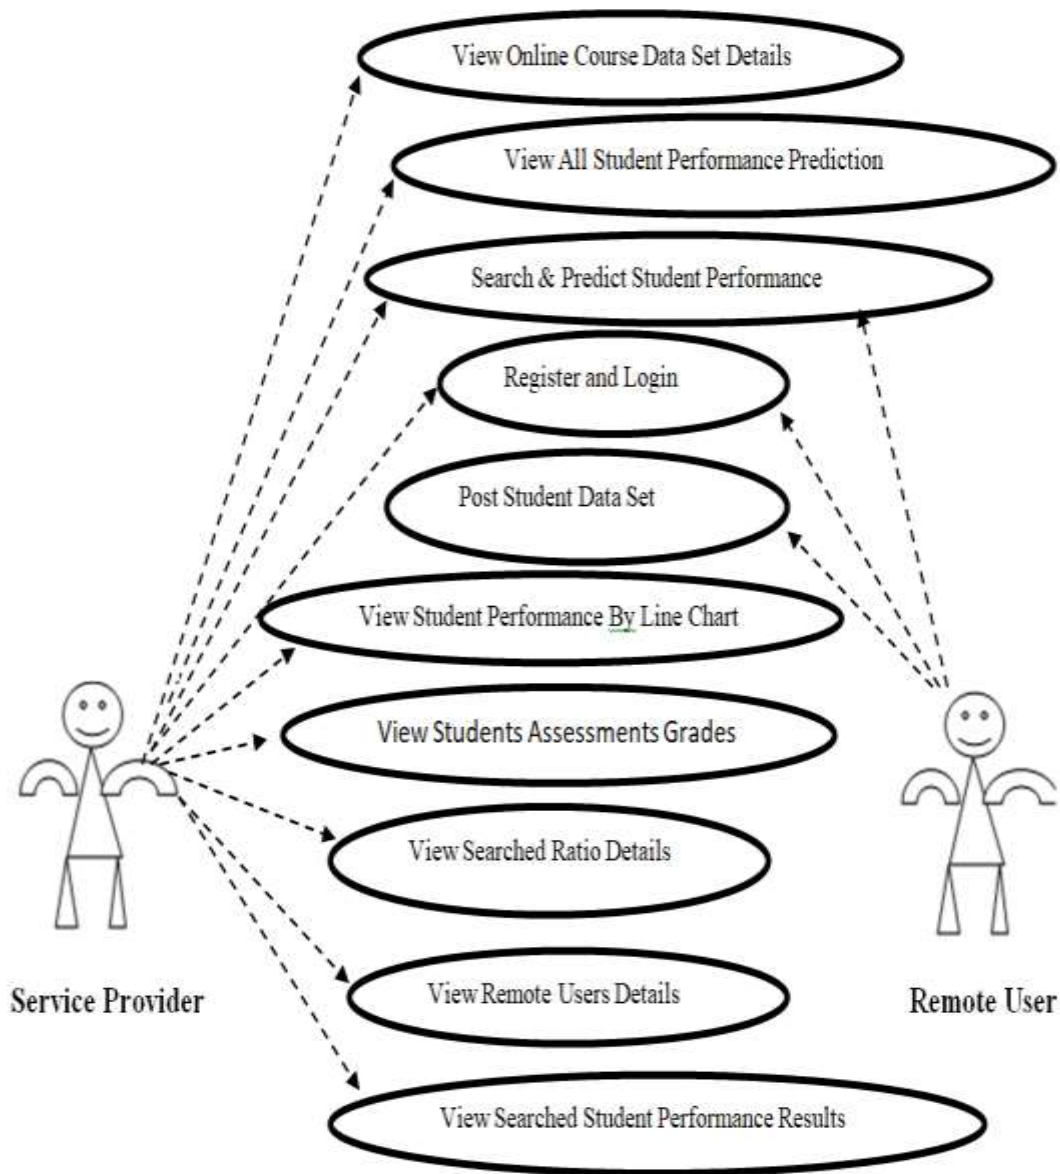 View Online Course Data Set Details
View All Student Performance Prediction
Search & Predict Student Performance
Register and Login
Post Student Data Set
View Student Performance By Line Chart
View Students Assessments Grades
View Searched Ratio Details
View Remote Users Details
Service Provider
Remote User
View Searched Student Performance Results